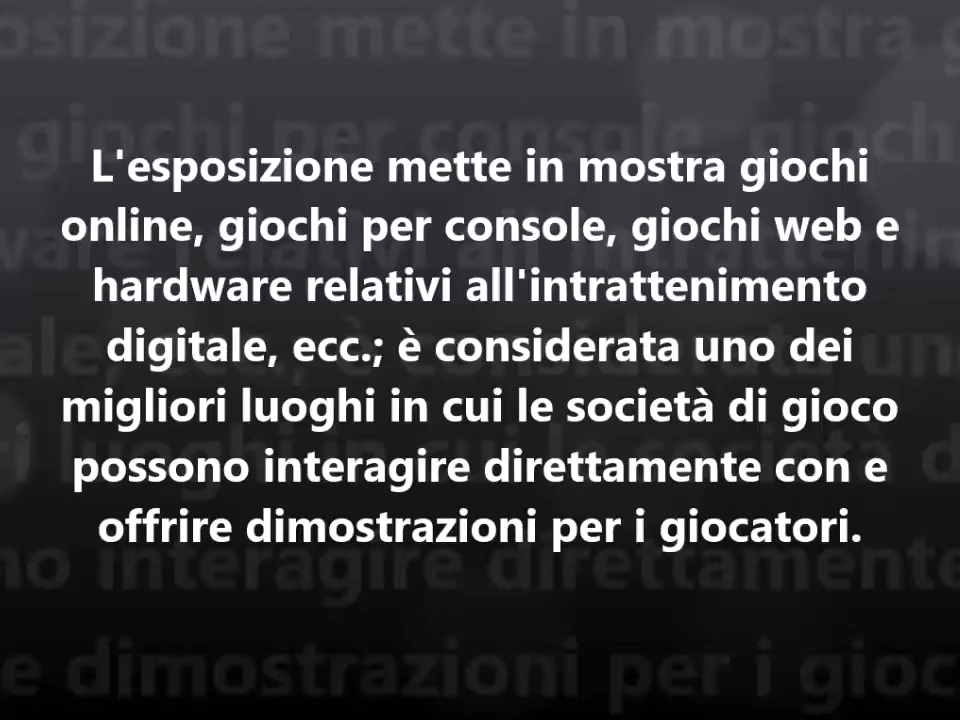 L'esposizione mette in mostra giochi
online, giochi per console, giochi web e
hardware relativi all'intrattenimento
digitale, ecc.; è considerata uno dei
migliori luoghi in cui le società di gioco
possono interagire direttamente con e
offrire dimostrazioni per i giocatori.